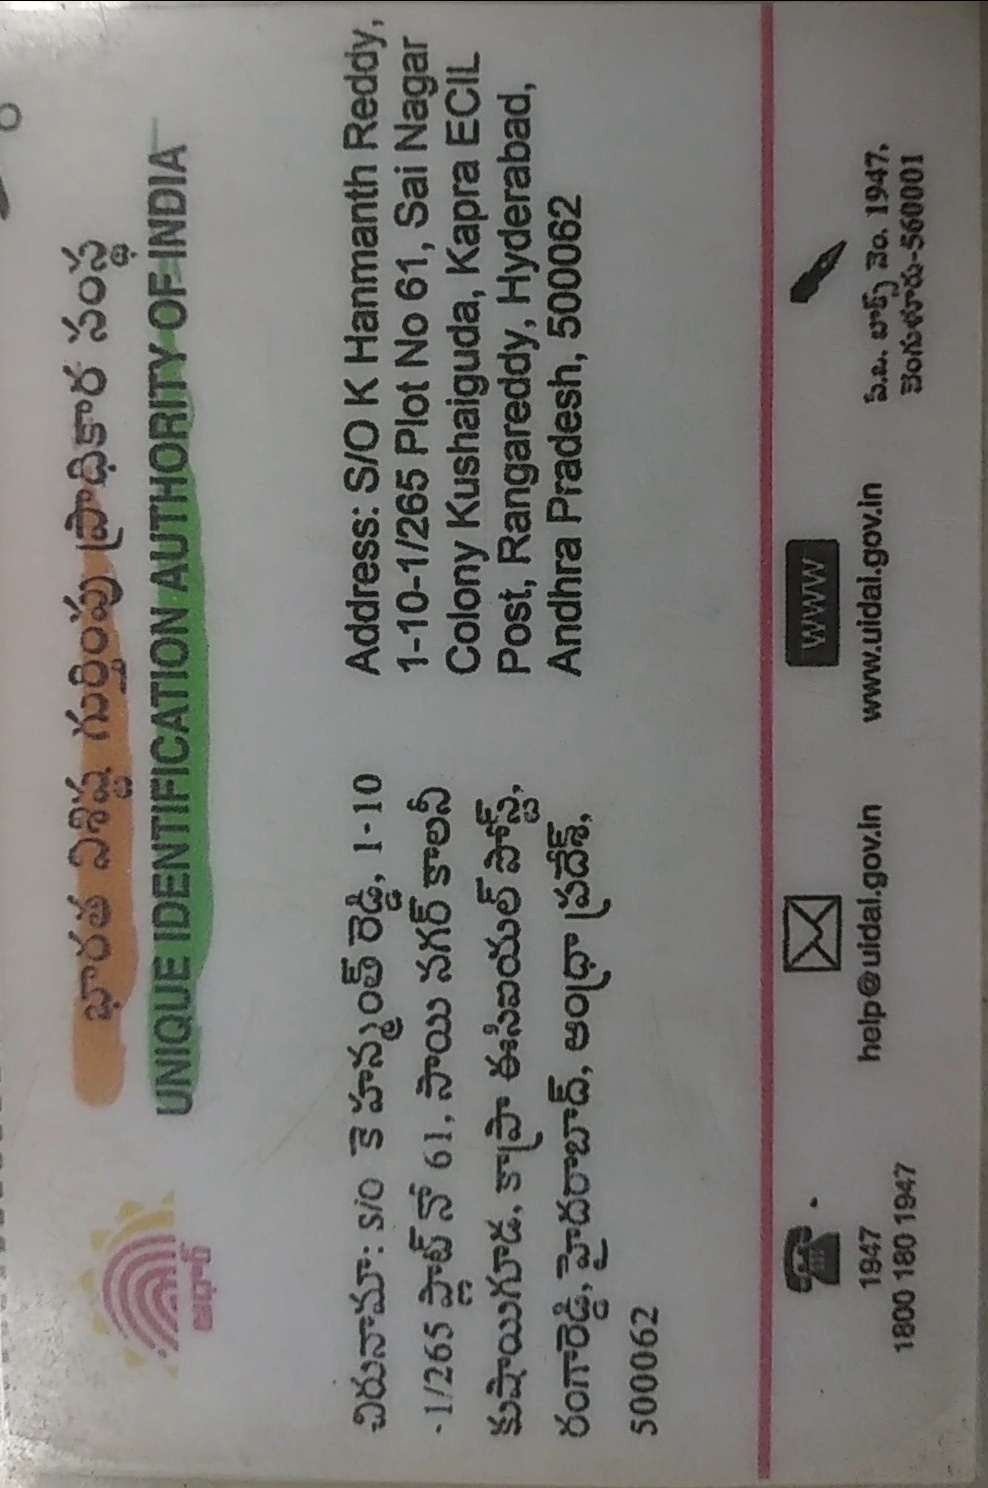 భారత విశిష్ట గుర్తింపు ప్రాధికార సంస్థ
UNIQUE IDENTIFICATION AUTHORITY OF INDIA
ఆధార్
చిరునామా: S/O కె హన్మంత్ రెడ్డి, 1-10
-1/265 ప్లాట్ నో 61, సాయి నగర్ కాలనీ
కుషాయిగూడ, కాప్రా ఈసిఐయల్ పోస్ట్,
రంగారెడ్డి, హైదరాబాద్, ఆంధ్రా ప్రదేశ్,
500062
Address: S/O K Hanmanth Reddy,
1-10-1/265 Plot No 61, Sai Nagar
Colony Kushaiguda, Kapra ECIL
Post, Rangareddy, Hyderabad,
Andhra Pradesh, 500062
1947
1800 180 1947
help@uidai.gov.in
WWW
www.uidai.gov.in
పి.బి. బాక్స్ నెం. 1947,
బెంగుళూరు-560001